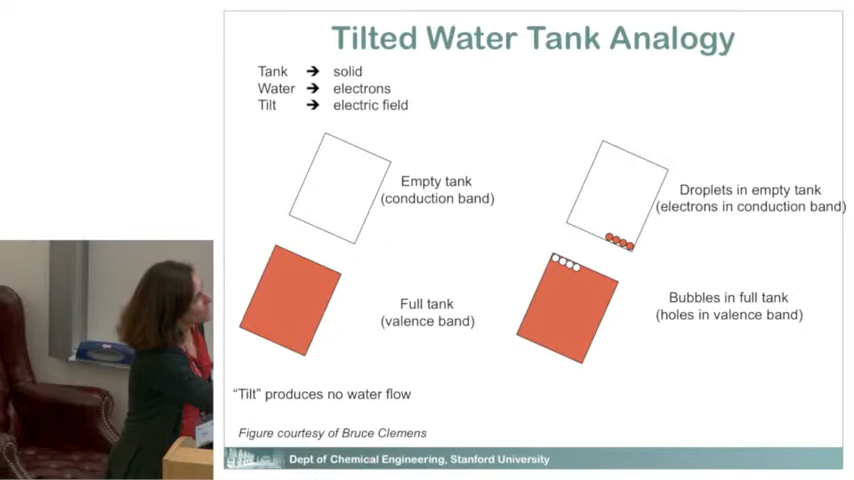 Tilted Water Tank Analogy
Tank ➔ solid
Water ➔ electrons
Tilt ➔ electric field
Empty tank
(conduction band)
Droplets in empty tank
(electrons in conduction band)
Full tank
(valence band)
Bubbles in full tank
(holes in valence band)
“Tilt” produces no water flow
Figure courtesy of Bruce Clemens
Dept of Chemical Engineering, Stanford University